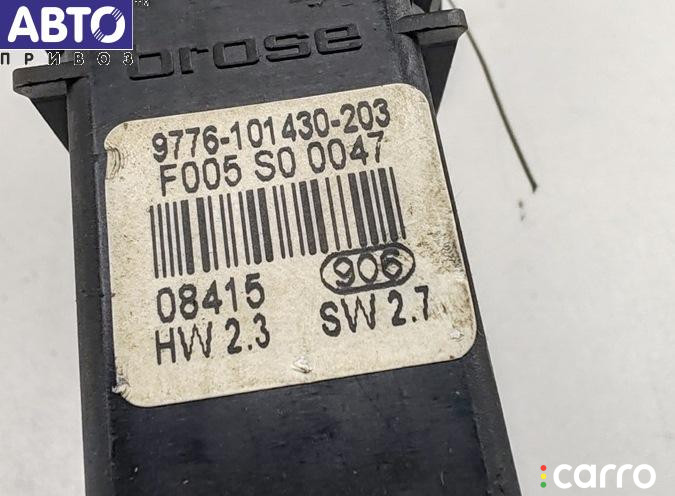 АВТО
ПРИВОЗ
brose
9776-101430-203
F005 S0 0047
08415
906
HW 2.3
SW 2.7
carro